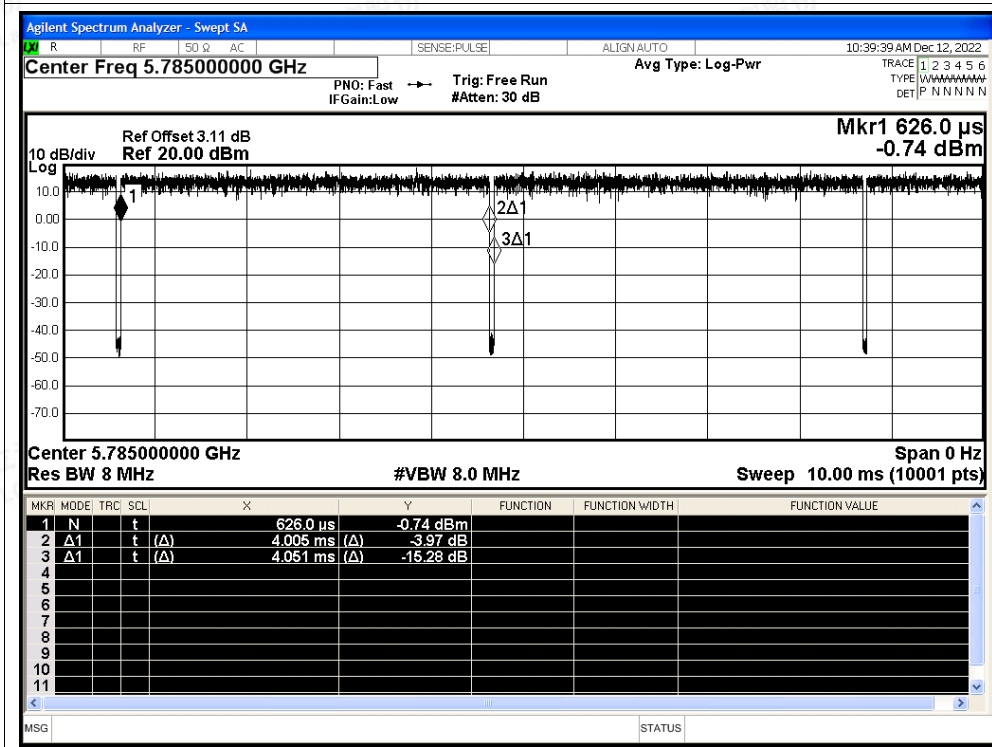 Agilent Spectrum Analyzer - Swept SA
LXI R RF 50 Ω AC SENSE:PULSE ALIGN AUTO 10:39:39 AM Dec 12, 2022
Center Freq 5.785000000 GHz
PNO: Fast
IFGain:Low
Trig: Free Run
#Atten: 30 dB
Avg Type: Log-Pwr
TRACE 1 2 3 4 5 6
TYPE
DET P N N N N N
Mkr1 626.0 µs
-0.74 dBm
Ref Offset 3.11 dB
10 dB/div Ref 20.00 dBm
Log
10.0
0.00
-10.0
-20.0
-30.0
-40.0
-50.0
-60.0
-70.0
1
2Δ1
3Δ1
Center 5.785000000 GHz Span 0 Hz
Res BW 8 MHz #VBW 8.0 MHz Sweep 10.00 ms (10001 pts)
MKR MODE TRC SCL X Y FUNCTION FUNCTION WIDTH FUNCTION VALUE
1 N t 626.0 µs -0.74 dBm
2 Δ1 t (Δ) 4.005 ms (Δ) -3.97 dB
3 Δ1 t (Δ) 4.051 ms (Δ) -15.28 dB
4
5
6
7
8
9
10
11
MSG STATUS